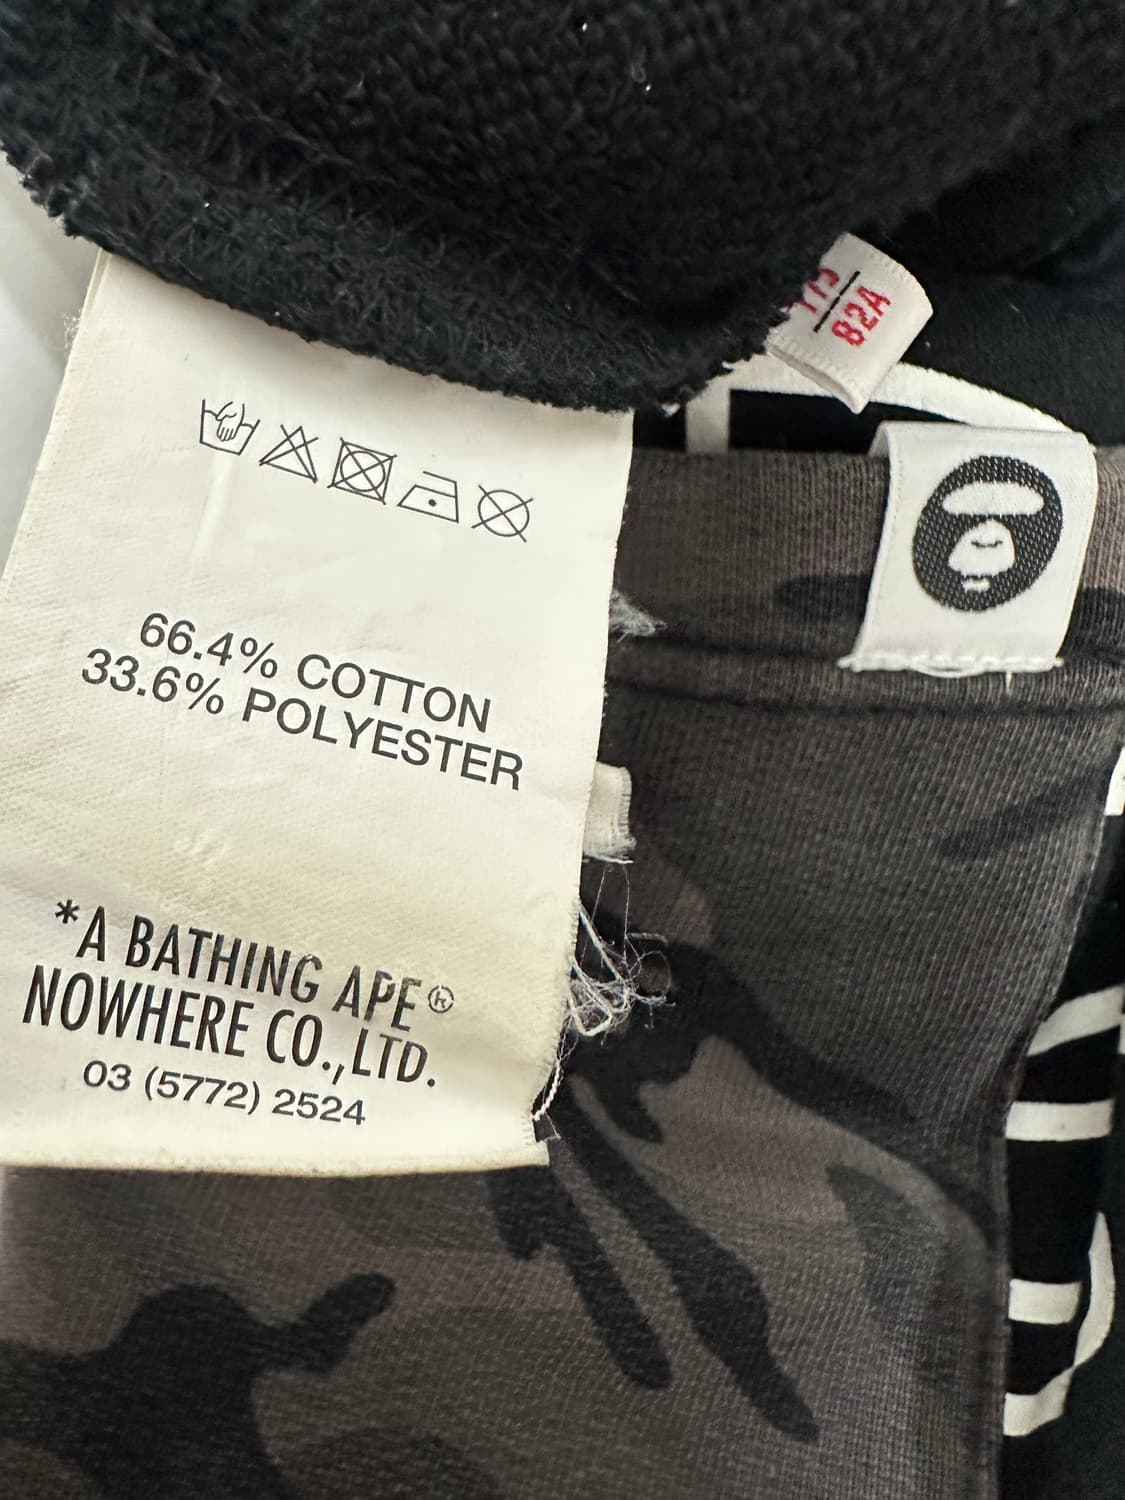 82A
66.4% COTTON
33.6% POLYESTER
*A BATHING APE®
NOWHERE CO.,LTD.
03 (5772) 2524